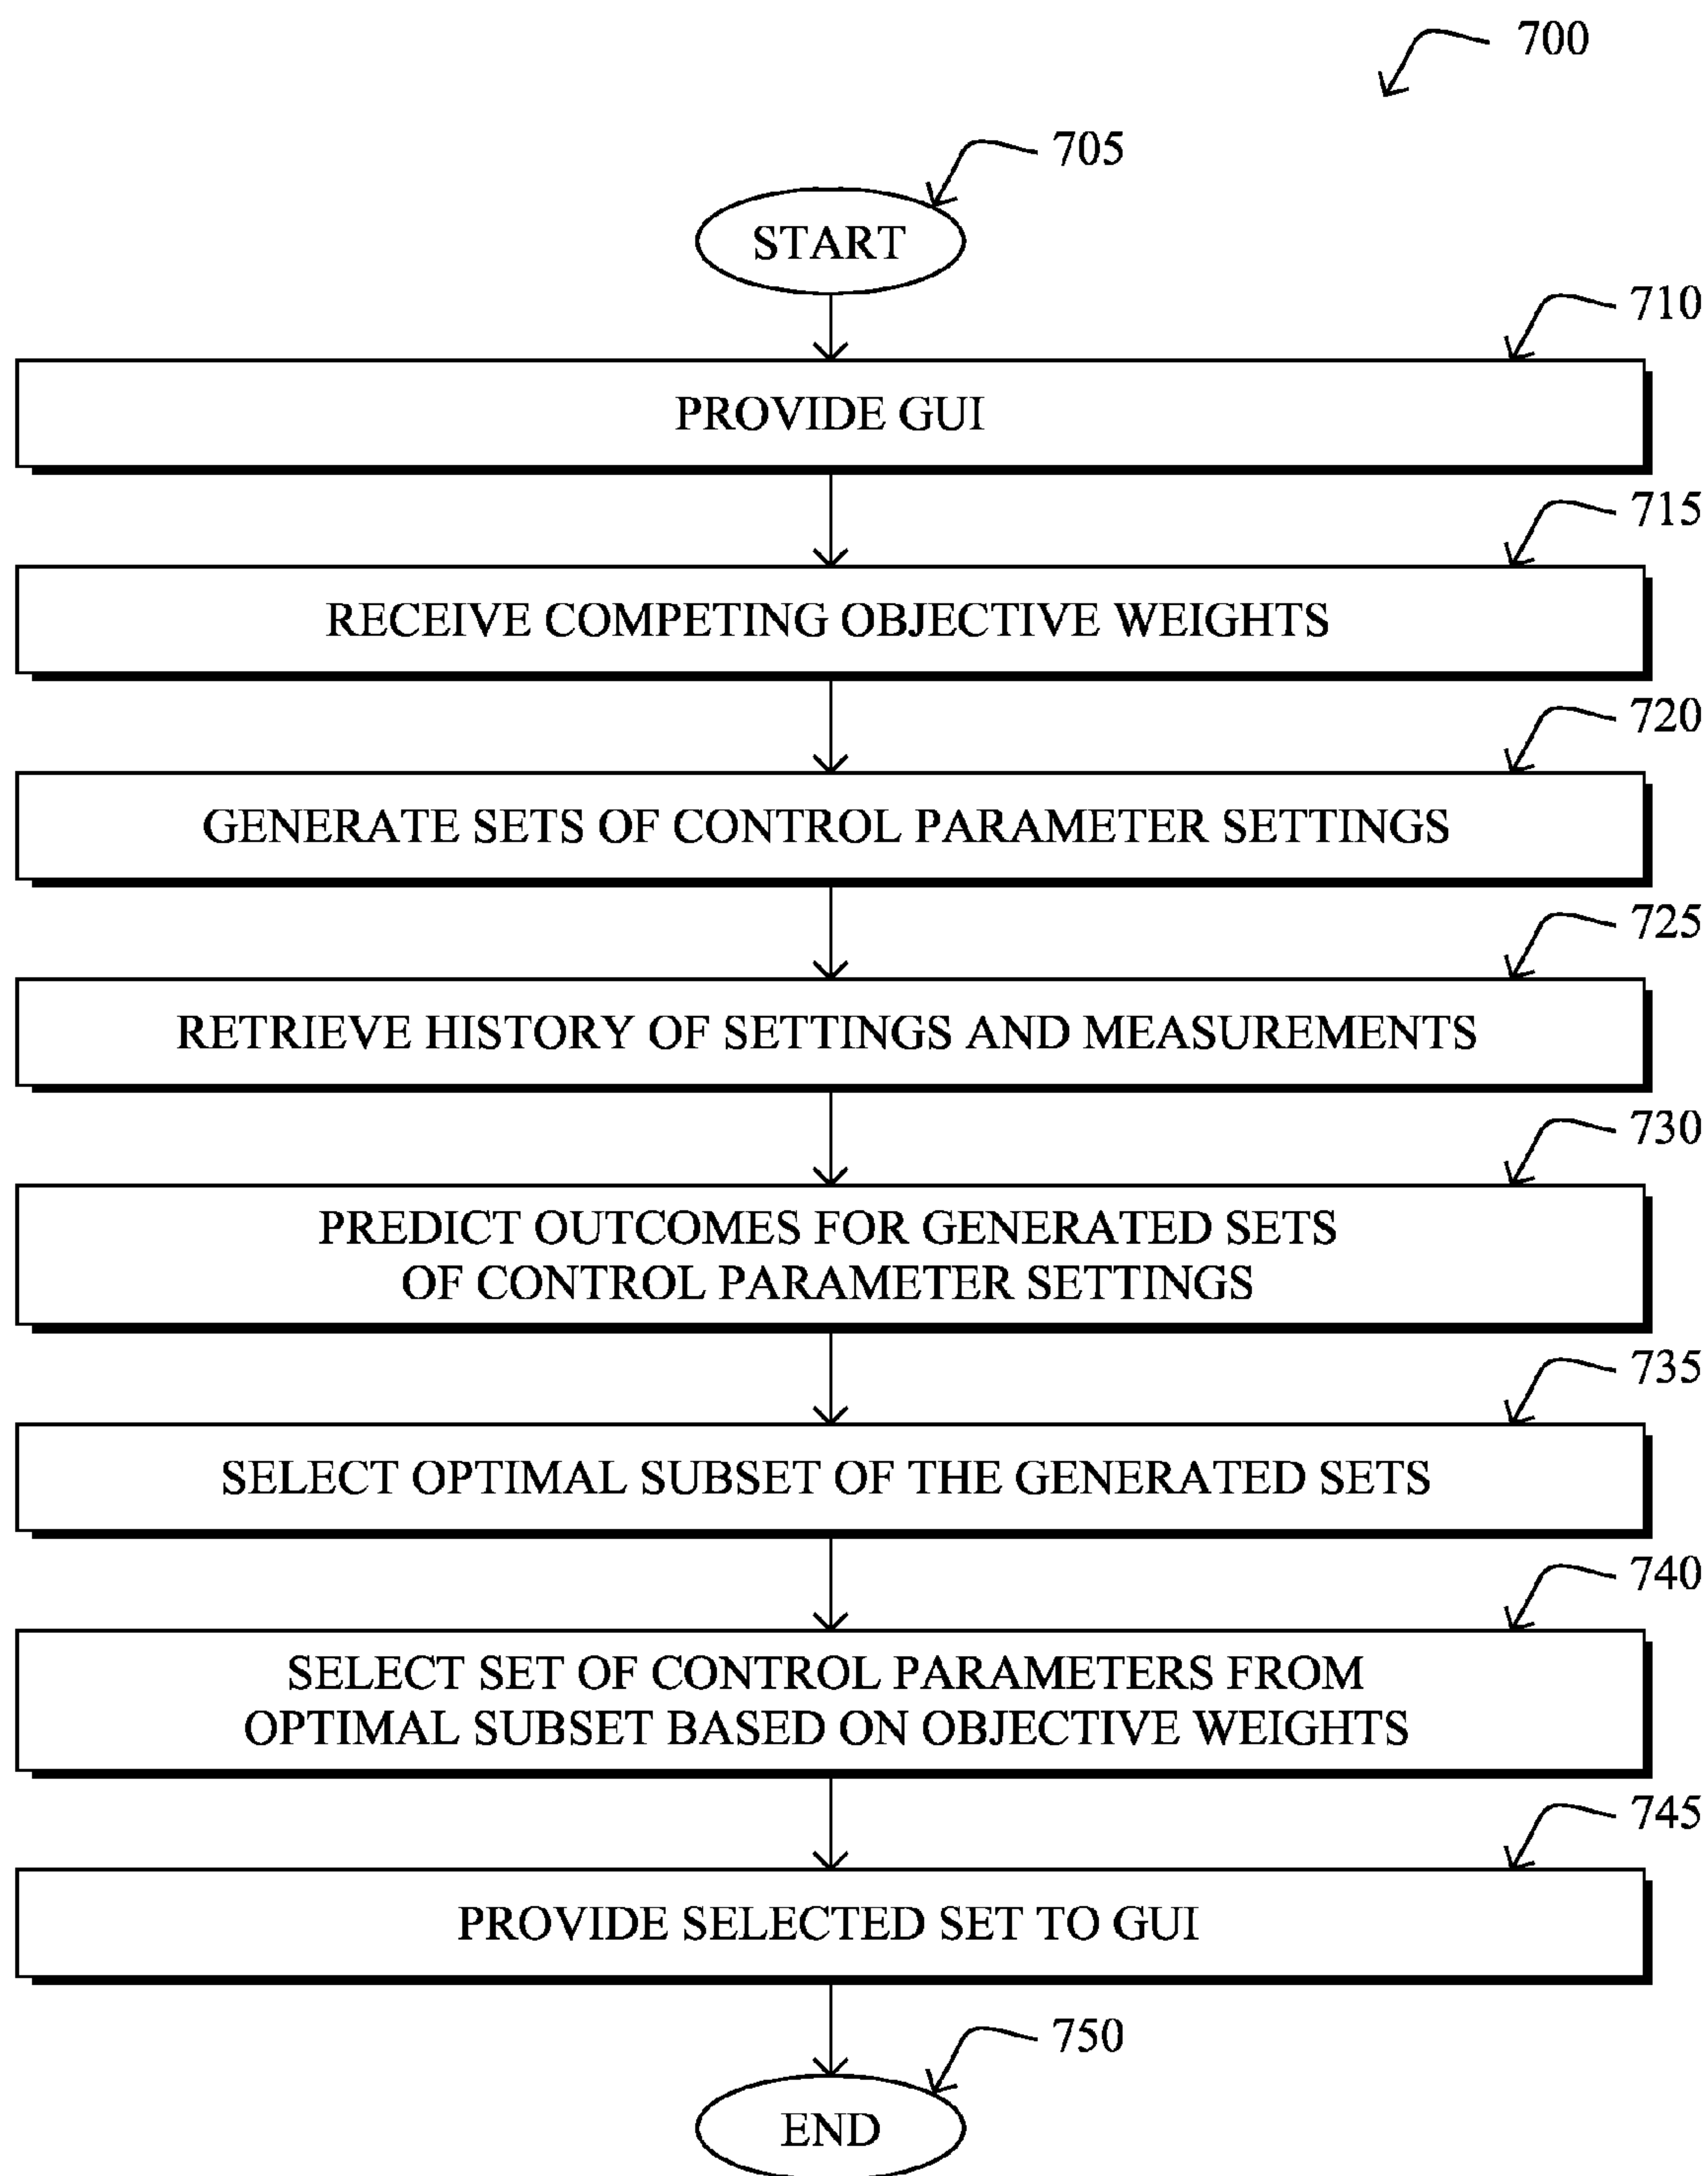 700
705
START
710
PROVIDE GUI
715
RECEIVE COMPETING OBJECTIVE WEIGHTS
720
GENERATE SETS OF CONTROL PARAMETER SETTINGS
725
RETRIEVE HISTORY OF SETTINGS AND MEASUREMENTS
730
PREDICT OUTCOMES FOR GENERATED SETS
OF CONTROL PARAMETER SETTINGS
735
SELECT OPTIMAL SUBSET OF THE GENERATED SETS
740
SELECT SET OF CONTROL PARAMETERS FROM
OPTIMAL SUBSET BASED ON OBJECTIVE WEIGHTS
745
PROVIDE SELECTED SET TO GUI
750
END